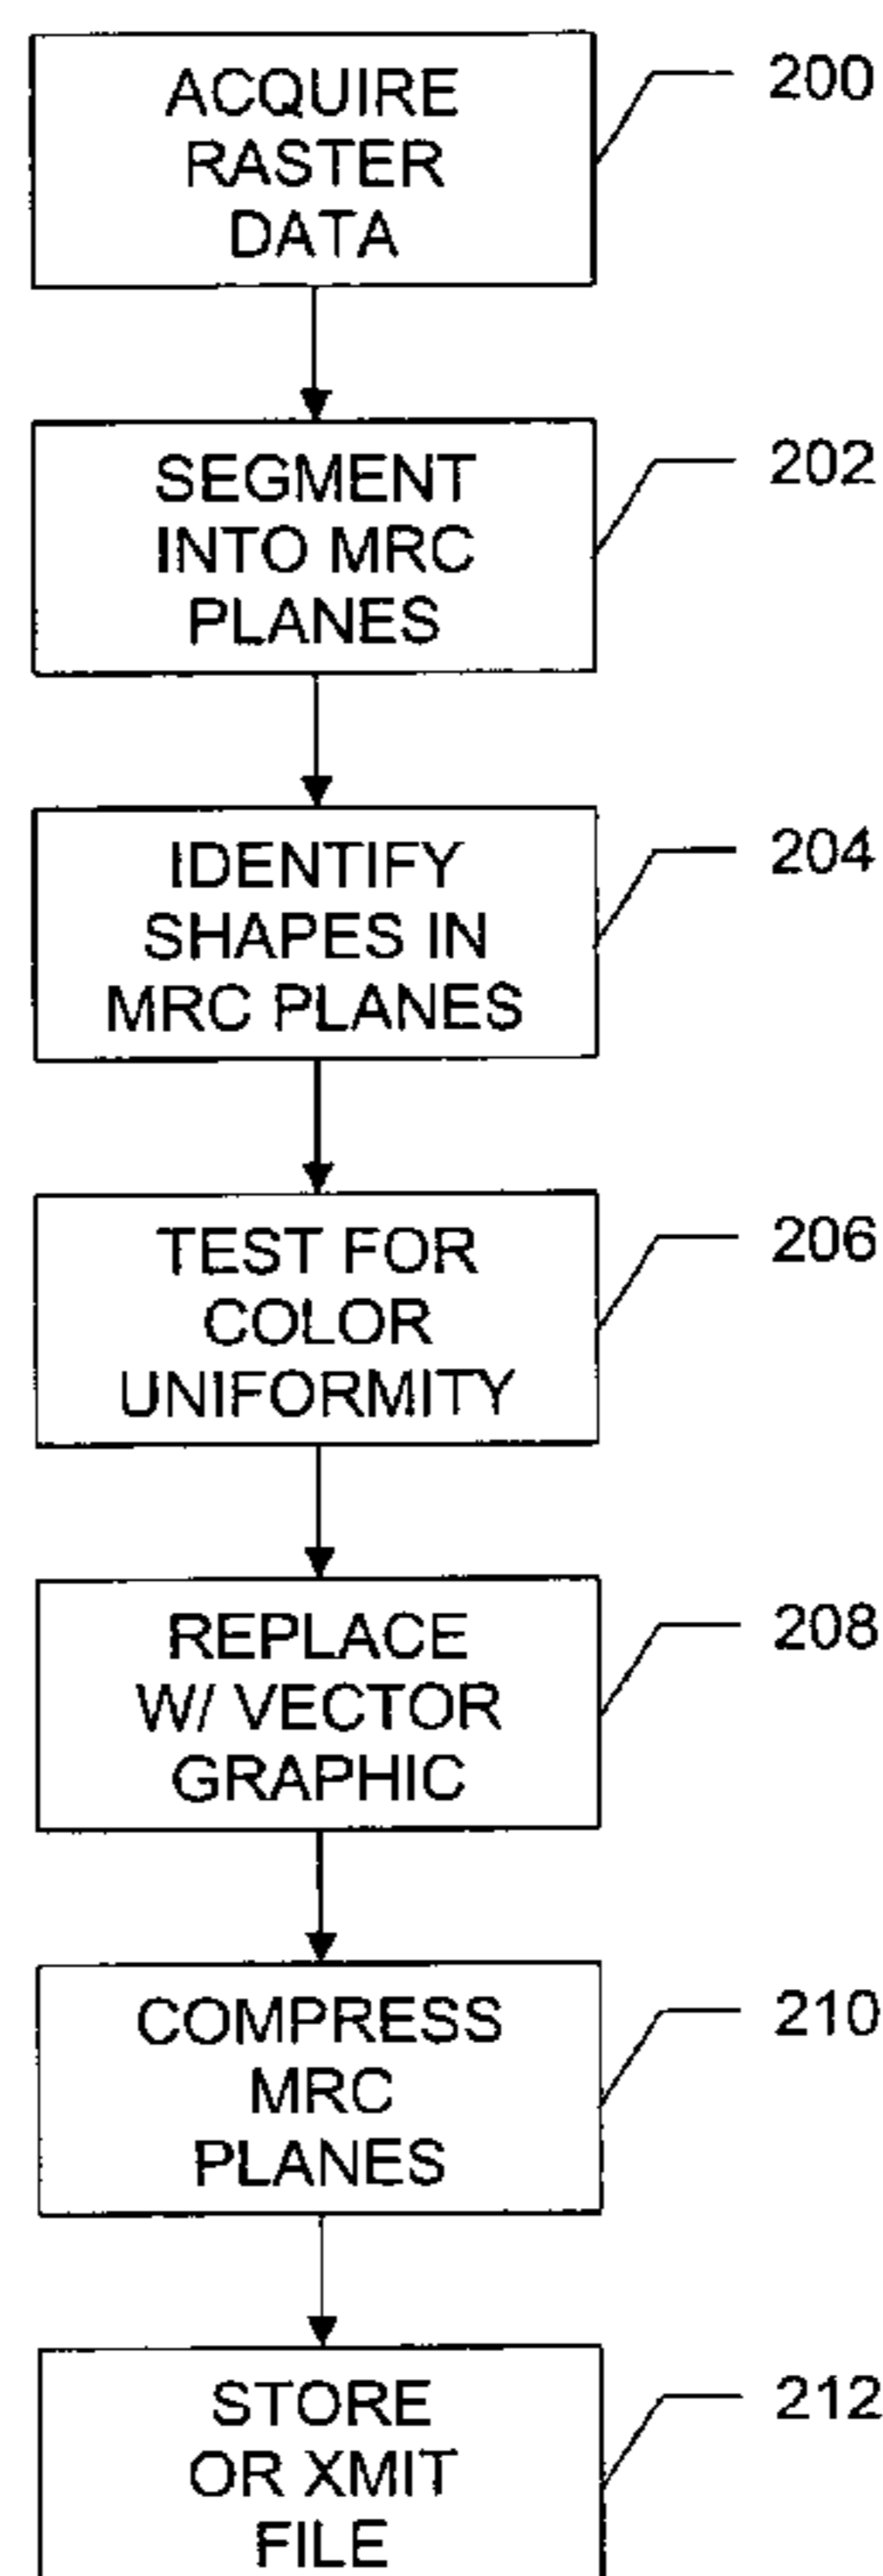 ACQUIRE
RASTER
DATA
200
SEGMENT
INTO MRC
PLANES
202
IDENTIFY
SHAPES IN
MRC PLANES
204
TEST FOR
COLOR
UNIFORMITY
206
REPLACE
W/ VECTOR
GRAPHIC
208
COMPRESS
MRC
PLANES
210
STORE
OR XMIT
FILE
212